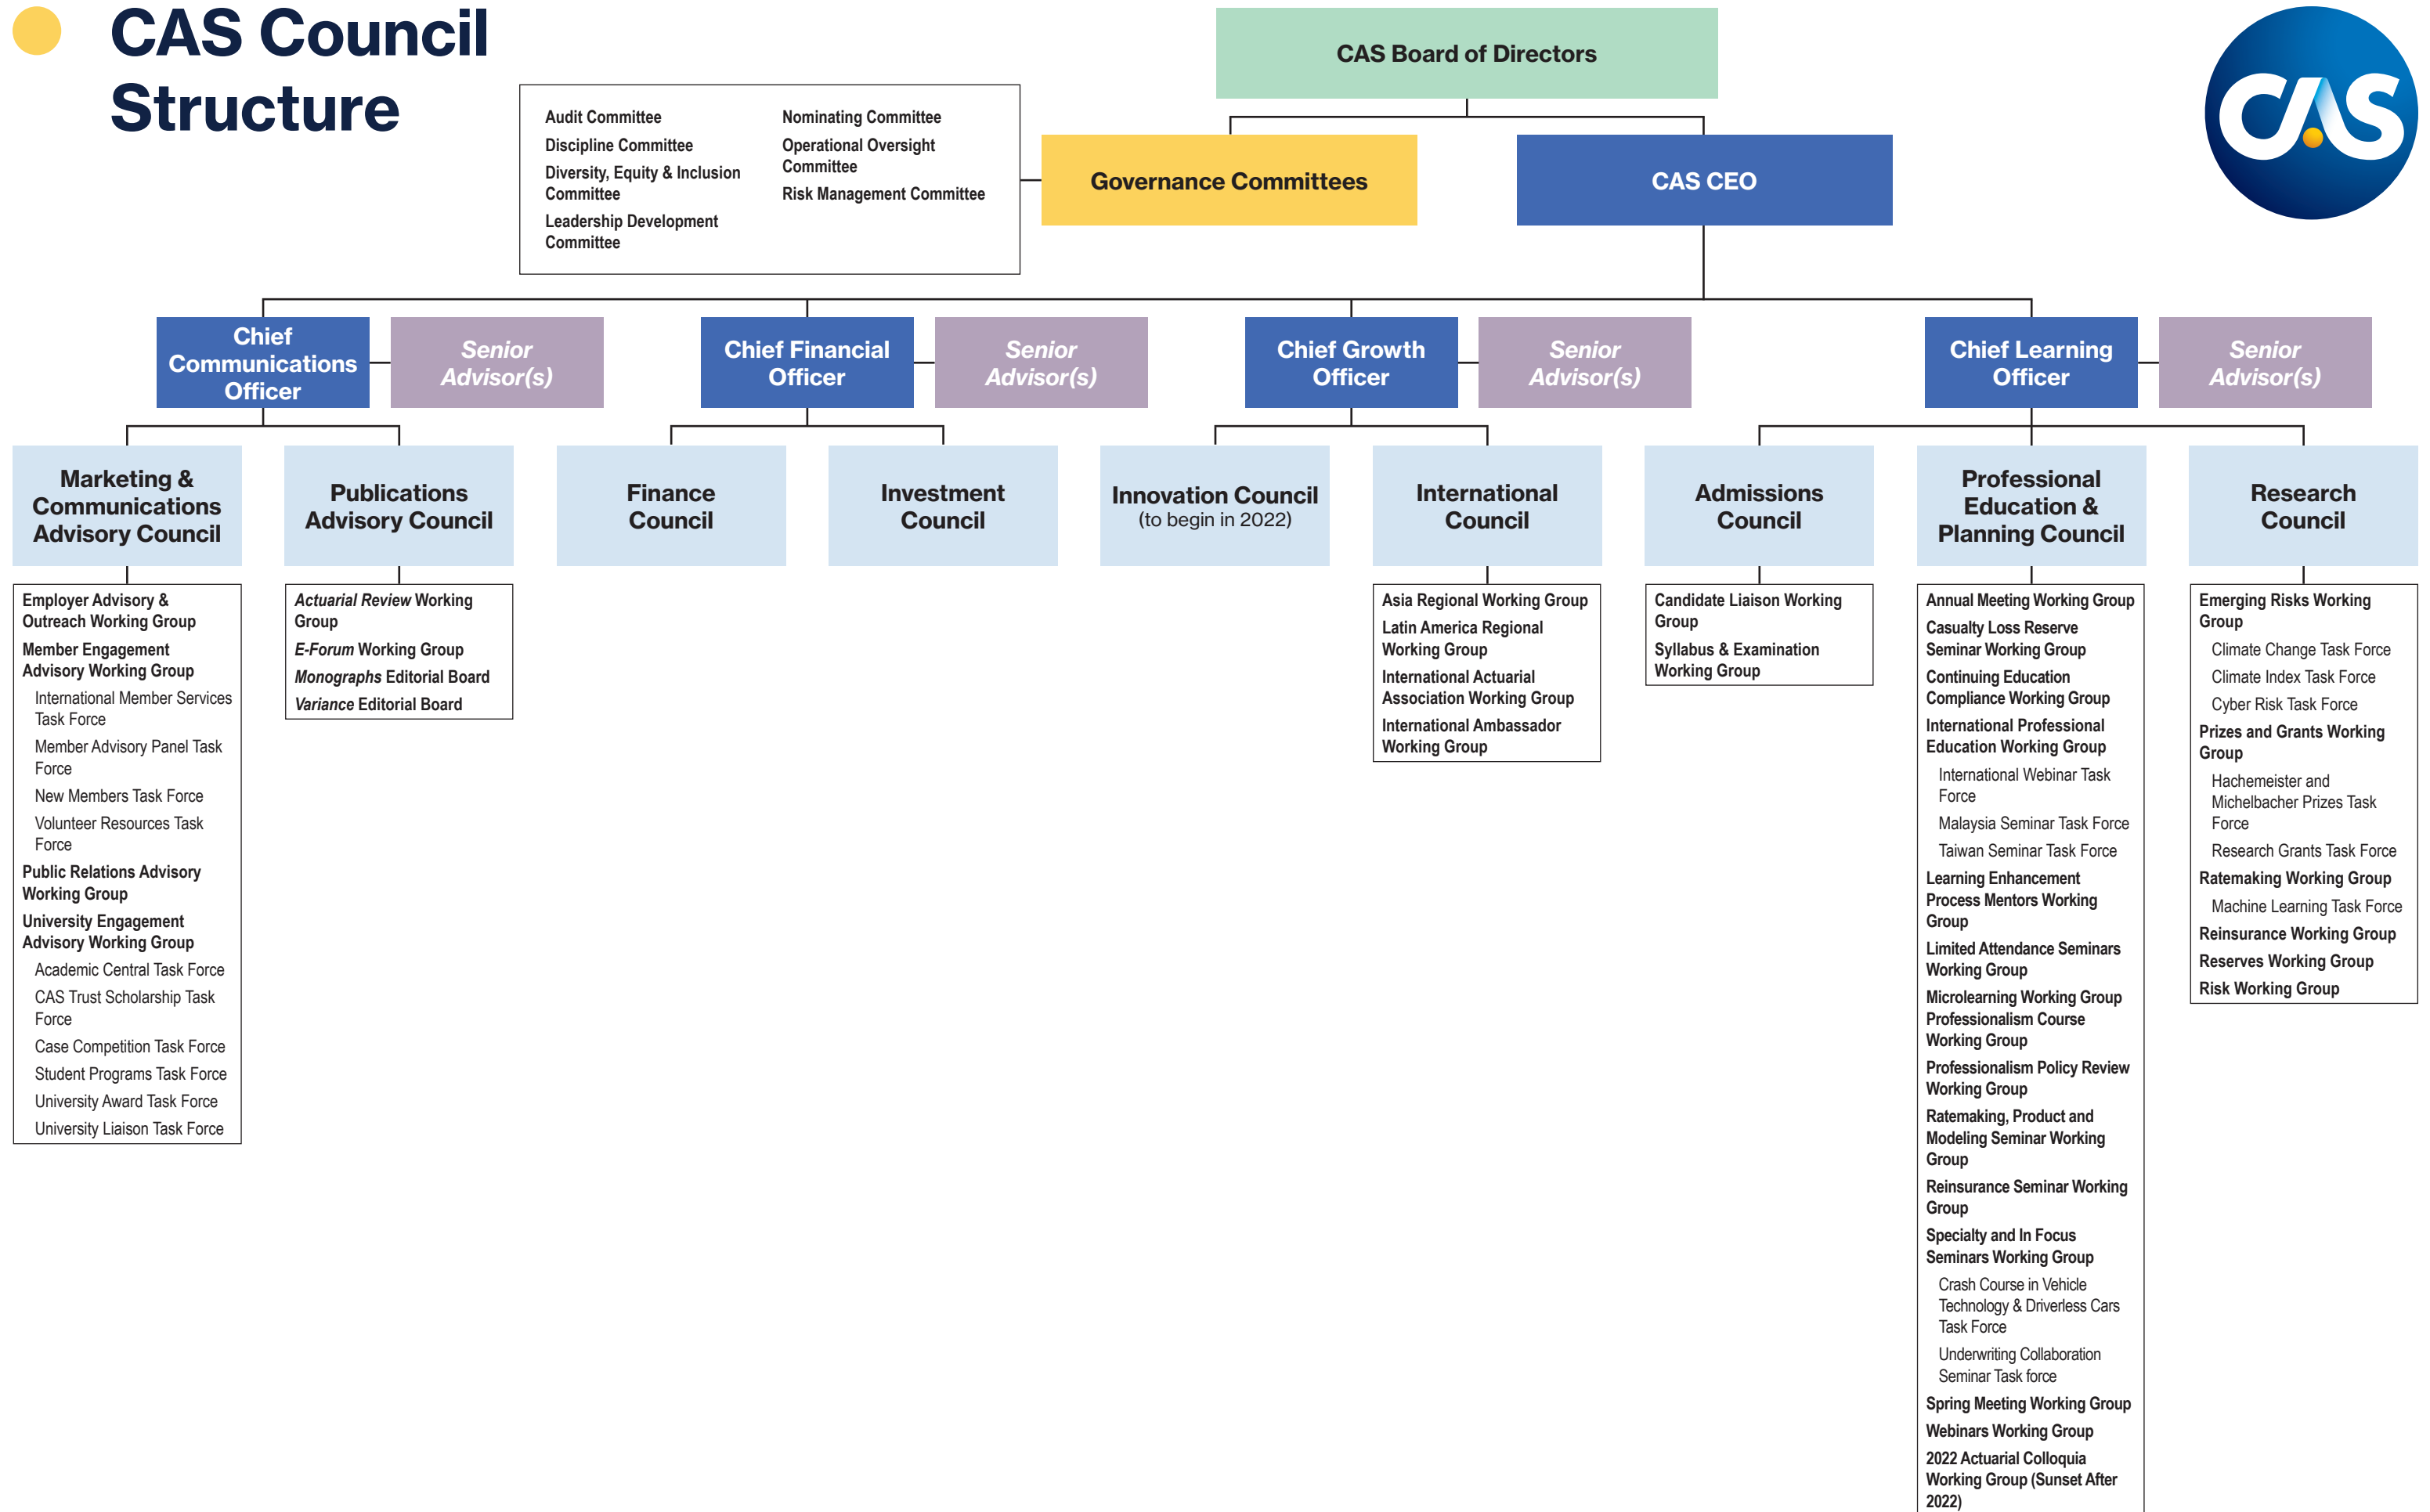 CAS Council
Structure
CAS Board of Directors
CAS
Audit Committee
Discipline Committee
Diversity, Equity & Inclusion
Committee
Leadership Development
Committee
Nominating Committee
Operational Oversight
Committee
Risk Management Committee
Governance Committees
CAS CEO
Chief
Communications
Officer
Senior
Advisor(s)
Chief Financial
Officer
Senior
Advisor(s)
Chief Growth
Officer
Senior
Advisor(s)
Chief Learning
Officer
Senior
Advisor(s)
Marketing &
Communications
Advisory Council
Publications
Advisory Council
Finance
Council
Investment
Council
Innovation Council
(to begin in 2022)
International
Council
Admissions
Council
Professional
Education &
Planning Council
Research
Council
Employer Advisory &
Outreach Working Group
Member Engagement
Advisory Working Group
International Member Services
Task Force
Member Advisory Panel Task
Force
New Members Task Force
Volunteer Resources Task
Force
Public Relations Advisory
Working Group
University Engagement
Advisory Working Group
Academic Central Task Force
CAS Trust Scholarship Task
Force
Case Competition Task Force
Student Programs Task Force
University Award Task Force
University Liaison Task Force
Actuarial Review Working
Group
E-Forum Working Group
Monographs Editorial Board
Variance Editorial Board
Asia Regional Working Group
Latin America Regional
Working Group
International Actuarial
Association Working Group
International Ambassador
Working Group
Candidate Liaison Working
Group
Syllabus & Examination
Working Group
Annual Meeting Working Group
Casualty Loss Reserve
Seminar Working Group
Continuing Education
Compliance Working Group
International Professional
Education Working Group
International Webinar Task
Force
Malaysia Seminar Task Force
Taiwan Seminar Task Force
Learning Enhancement
Process Mentors Working
Group
Limited Attendance Seminars
Working Group
Microlearning Working Group
Professionalism Course
Working Group
Professionalism Policy Review
Working Group
Ratemaking, Product and
Modeling Seminar Working
Group
Reinsurance Seminar Working
Group
Specialty and In Focus
Seminars Working Group
Crash Course in Vehicle
Technology & Driverless Cars
Task Force
Underwriting Collaboration
Seminar Task force
Spring Meeting Working Group
Webinars Working Group
2022 Actuarial Colloquia
Working Group (Sunset After
2022)
Emerging Risks Working
Group
Climate Change Task Force
Climate Index Task Force
Cyber Risk Task Force
Prizes and Grants Working
Group
Hachemeister and
Michelbacher Prizes Task
Force
Research Grants Task Force
Ratemaking Working Group
Machine Learning Task Force
Reinsurance Working Group
Reserves Working Group
Risk Working Group